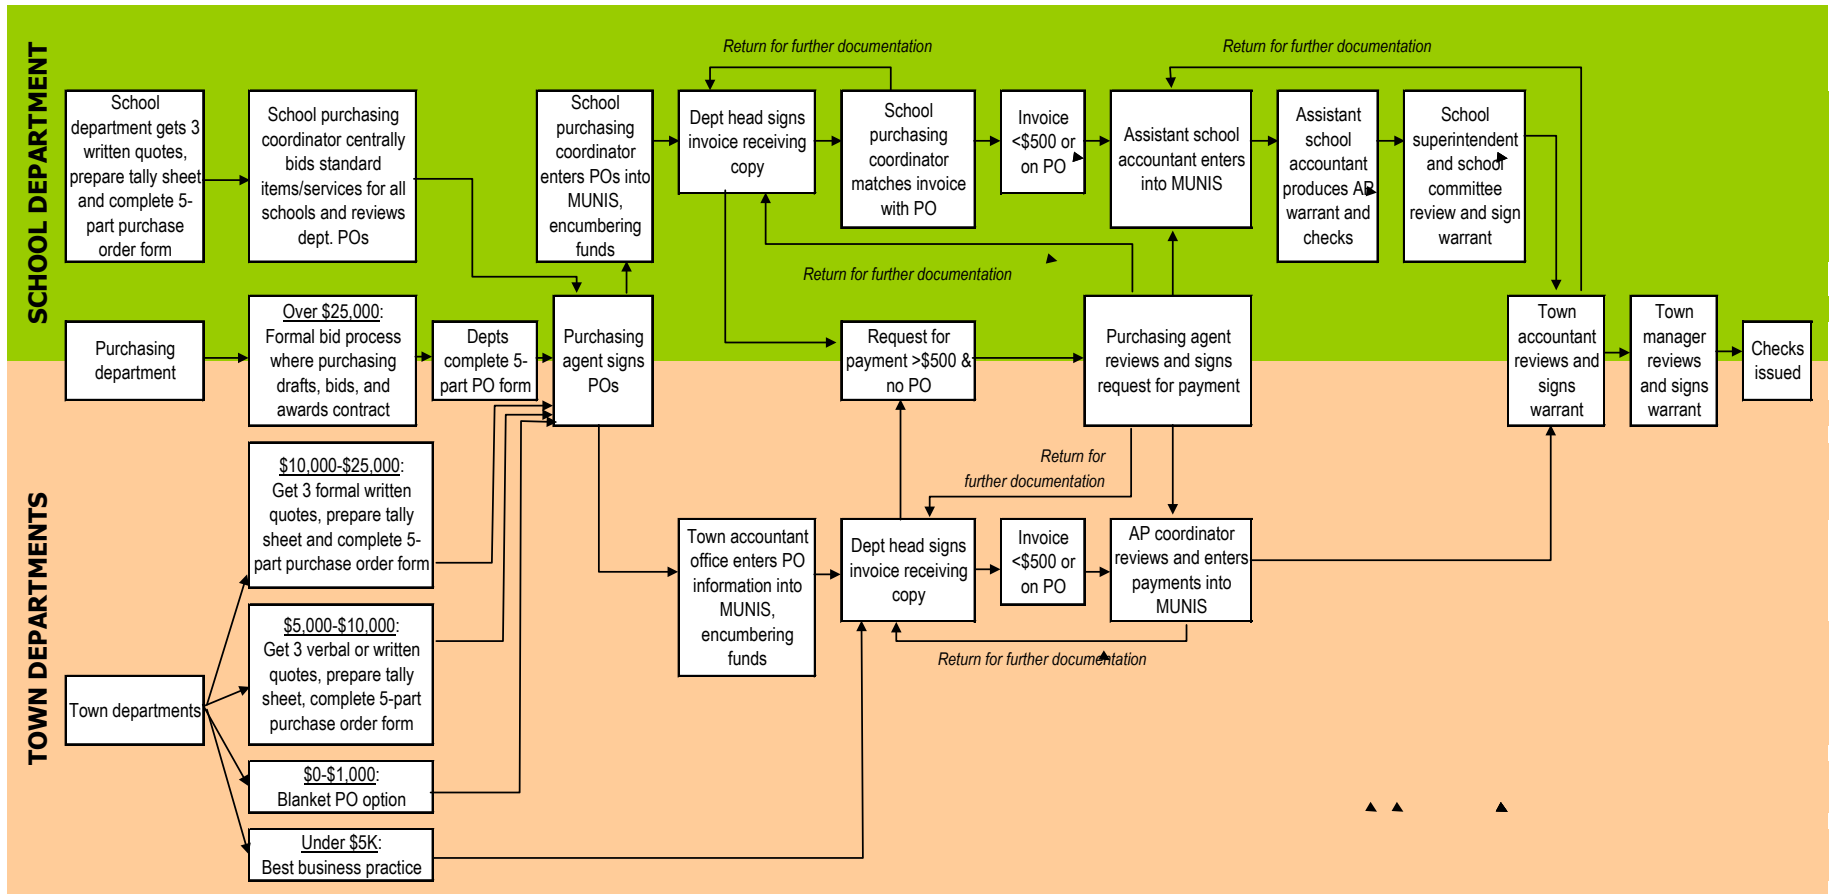 SCHOOL DEPARTMENT
Return for further documentation
Return for further documentation
School
department gets 3
written quotes,
prepare tally sheet
and complete 5-
part purchase
order form
School purchasing
coordinator centrally
bids standard
items/services for all
schools and reviews
dept. POs
School
purchasing
coordinator
enters POs into
MUNIS,
encumbering
funds
Dept head signs
invoice receiving
copy
School
purchasing
coordinator
matches invoice
with PO
Invoice
<$500 or
on PO
Assistant school
accountant enters
into MUNIS
Assistant
school
accountant
produces AP
warrant and
checks
School
superintendent
and school
committee
review and sign
warrant
Return for further documentation
Purchasing
department
Over $25,000:
Formal bid process
where purchasing
drafts, bids, and
awards contract
Depts
complete 5-
part PO form
Purchasing
agent signs
POs
Request for
payment >$500 &
no PO
Purchasing agent
reviews and signs
request for payment
Town
accountant
reviews and
signs
warrant
Town
manager
reviews
and signs
warrant
Checks
issued
TOWN DEPARTMENTS
$10,000-$25,000:
Get 3 formal written
quotes, prepare tally
sheet and complete 5-
part purchase order form
Return for
further documentation
Town accountant
office enters PO
information into
MUNIS,
encumbering
funds
Dept head signs
invoice receiving
copy
Invoice
<$500 or
on PO
AP coordinator
reviews and enters
payments into
MUNIS
Return for further documentation
Town departments
$5,000-$10,000:
Get 3 verbal or written
quotes, prepare tally
sheet, complete 5-part
purchase order form
$0-$1,000:
Blanket PO option
Under $5K:
Best business practice